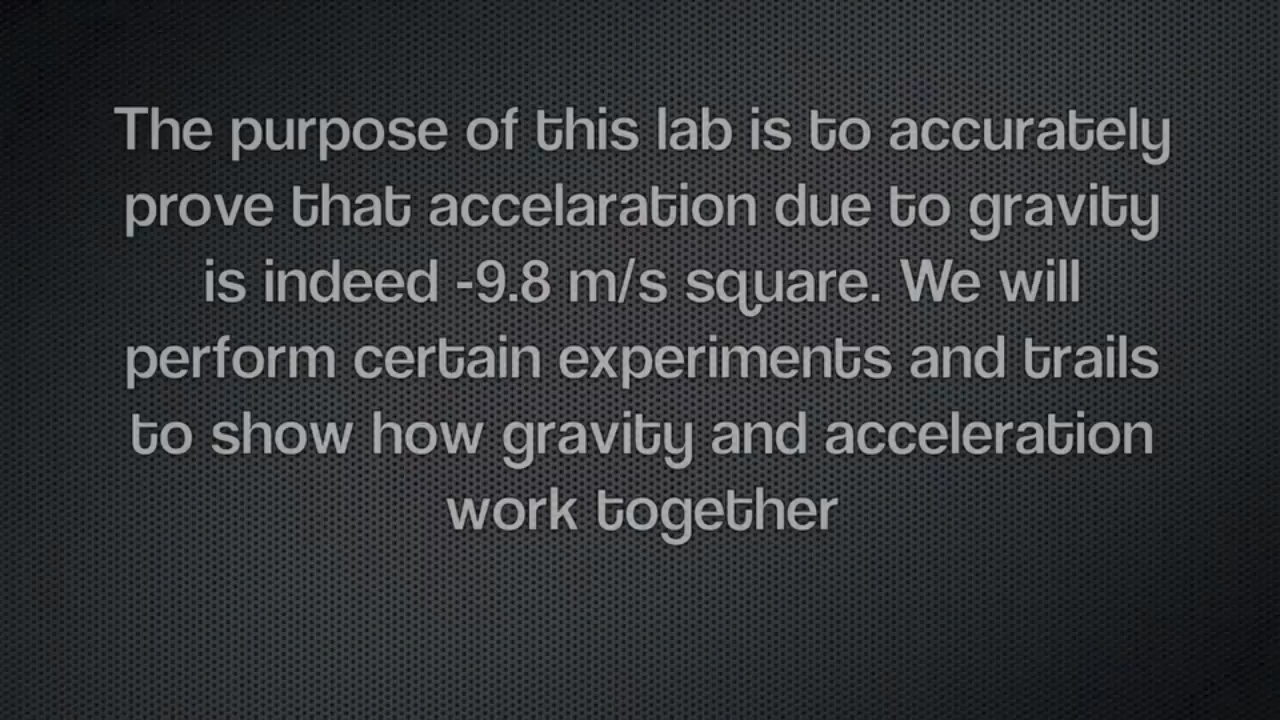 The purpose of this lab is to accurately
prove that accelaration due to gravity
is indeed -9.8 m/s square. We will
perform certain experiments and trails
to show how gravity and acceleration
work together